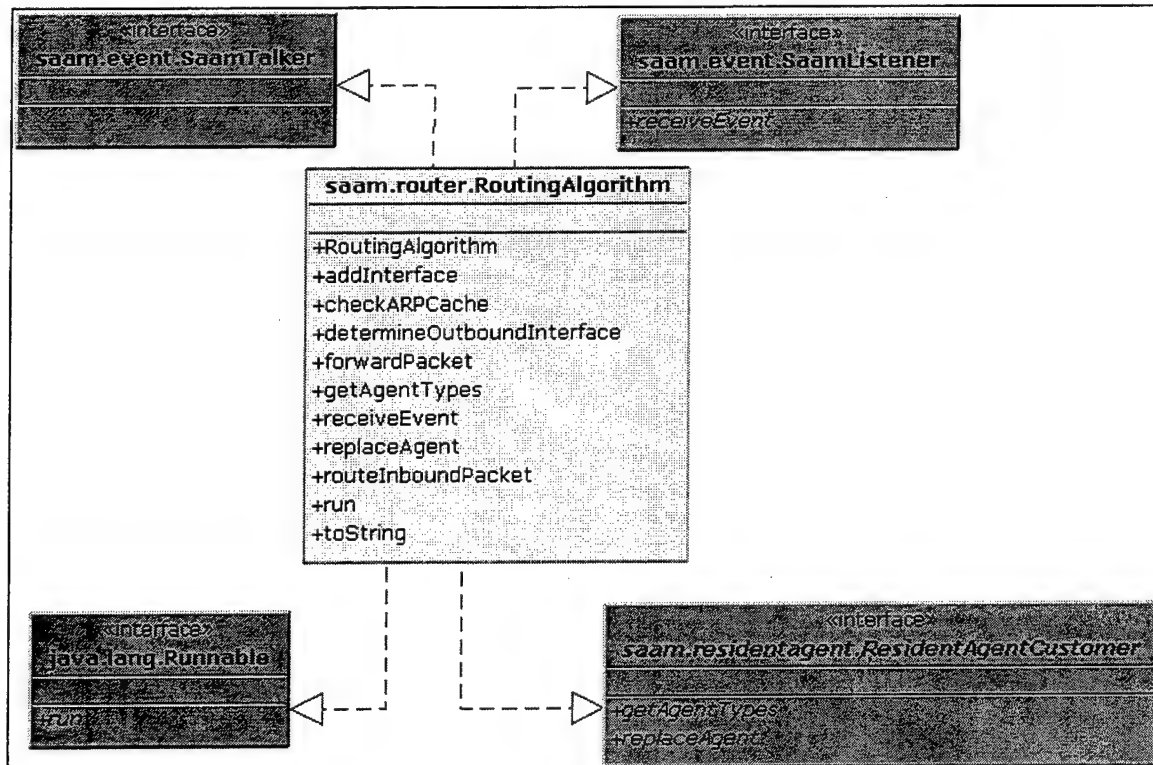 «interface»
saam.event.SaamTalker
«interface»
saam.event.SaamListener
+receiveEvent
saam.router.RoutingAlgorithm
+RoutingAlgorithm
+addInterface
+checkARPCache
+determineOutboundInterface
+forwardPacket
+getAgentTypes
+receiveEvent
+replaceAgent
+routeInboundPacket
+run
+toString
«interface»
java.lang.Runnable
+run
«interface»
saam.residentagent.ResidentAgentCustomer
+getAgentTypes
+replaceAgent